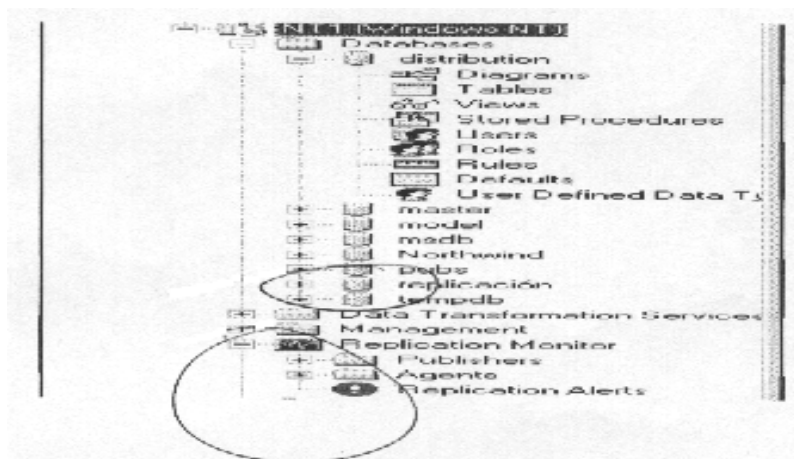 (Windows NT)
Databases
distribution
Diagrams
Tables
Views
Stored Procedures
Users
Roles
Rules
Defaults
User Defined Data Ty
master
model
msdb
Northwind
pubs
replicación
tempdb
Data Transformation Services
Management
Replication Monitor
Publishers
Agents
Replication Alerts